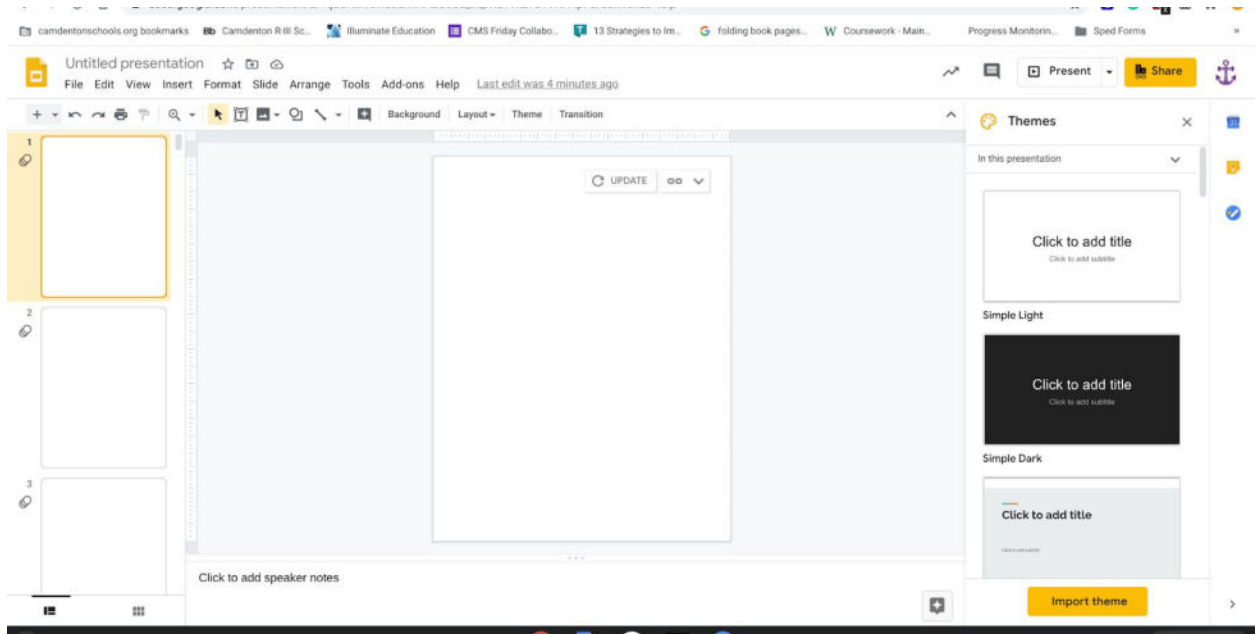 camdentonschools.org bookmarks Bb Camdenton R-III Sc... Illuminate Education CMS Friday Collabo... 13 Strategies to Im... G folding book pages... W Coursework - Main... Progress Monitorin... Sped Forms »
Untitled presentation
File Edit View Insert Format Slide Arrange Tools Add-ons Help Last edit was 4 minutes ago
Present Share
Background Layout Theme Transition
Themes
In this presentation
1
UPDATE
Click to add title
Click to add subtitle
Simple Light
2
Click to add title
Click to add subtitle
Simple Dark
3
Click to add title
Click to add speaker notes
Import theme